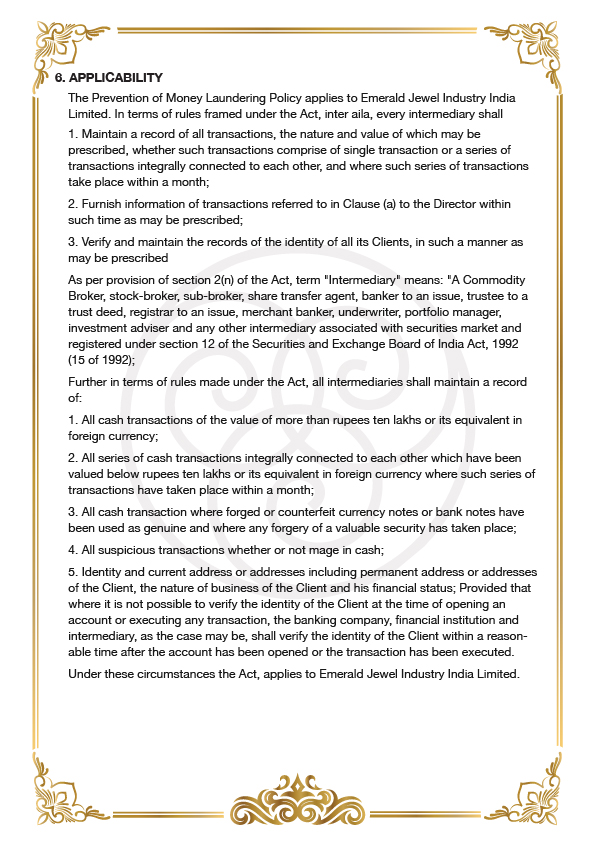 6. APPLICABILITY
The Prevention of Money Laundering Policy applies to Emerald Jewel Industry India
Limited. In terms of rules framed under the Act, inter aila, every intermediary shall
1. Maintain a record of all transactions, the nature and value of which may be
prescribed, whether such transactions comprise of single transaction or a series of
transactions integrally connected to each other, and where such series of transactions
take place within a month;
2. Furnish information of transactions referred to in Clause (a) to the Director within
such time as may be prescribed;
3. Verify and maintain the records of the identity of all its Clients, in such a manner as
may be prescribed
As per provision of section 2(n) of the Act, term "Intermediary" means: "A Commodity
Broker, stock-broker, sub-broker, share transfer agent, banker to an issue, trustee to a
trust deed, registrar to an issue, merchant banker, underwriter, portfolio manager,
investment adviser and any other intermediary associated with securities market and
registered under section 12 of the Securities and Exchange Board of India Act, 1992
(15 of 1992);
Further in terms of rules made under the Act, all intermediaries shall maintain a record
of:
1. All cash transactions of the value of more than rupees ten lakhs or its equivalent in
foreign currency;
2. All series of cash transactions integrally connected to each other which have been
valued below rupees ten lakhs or its equivalent in foreign currency where such series of
transactions have taken place within a month;
3. All cash transaction where forged or counterfeit currency notes or bank notes have
been used as genuine and where any forgery of a valuable security has taken place;
4. All suspicious transactions whether or not mage in cash;
5. Identity and current address or addresses including permanent address or addresses
of the Client, the nature of business of the Client and his financial status; Provided that
where it is not possible to verify the identity of the Client at the time of opening an
account or executing any transaction, the banking company, financial institution and
intermediary, as the case may be, shall verify the identity of the Client within a reason-
able time after the account has been opened or the transaction has been executed.
Under these circumstances the Act, applies to Emerald Jewel Industry India Limited.